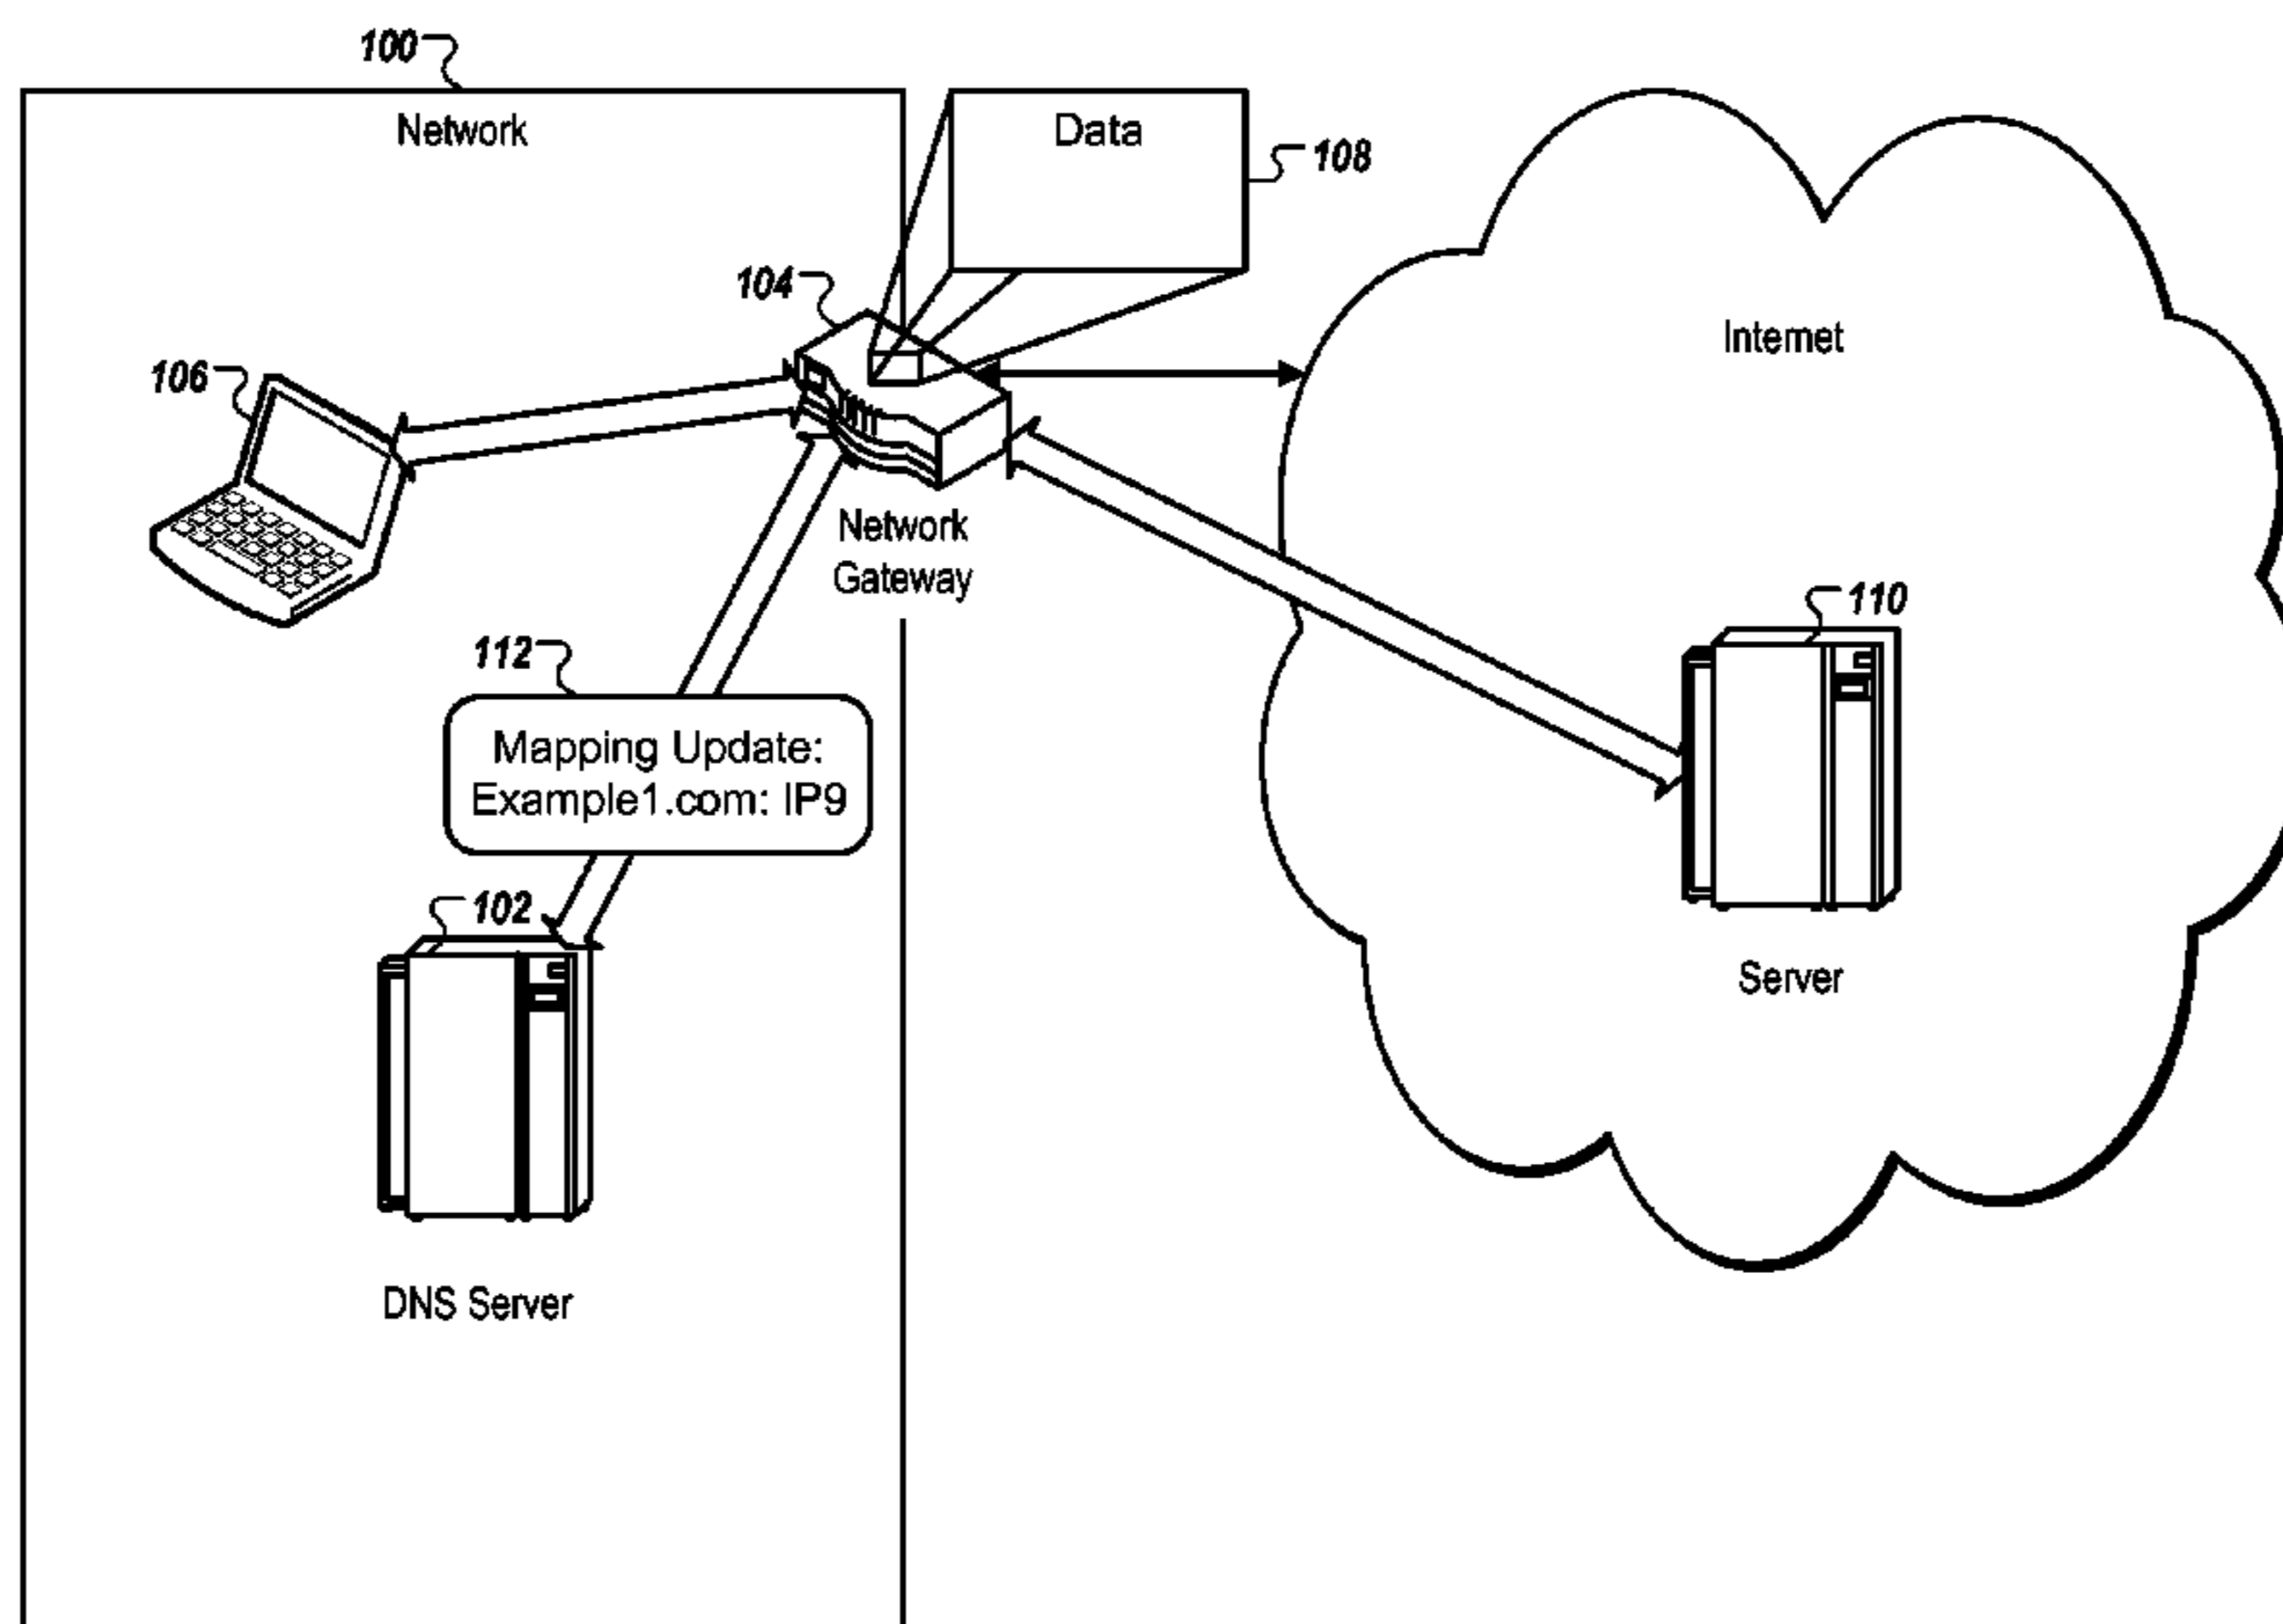 100
Network
Data
108
104
Internet
106
Network
Gateway
110
112
Mapping Update:
Example1.com: IP9
102
Server
DNS Server